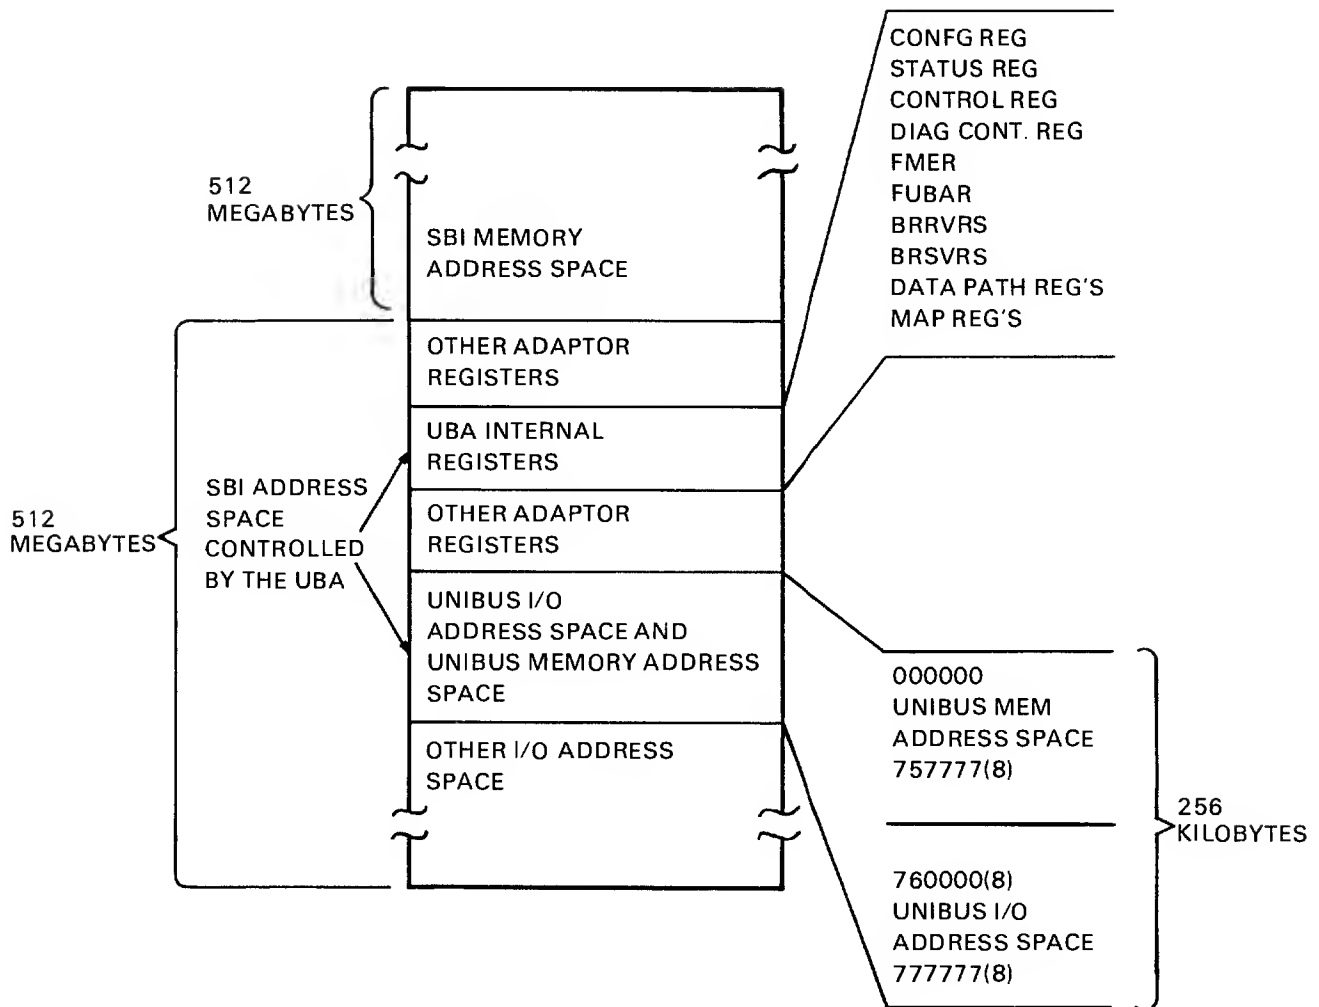 CONFG REG
STATUS REG
CONTROL REG
DIAG CONT. REG
FMER
FUBAR
BRRVRS
BRSVRS
DATA PATH REG'S
MAP REG'S
512
MEGABYTES
SBI MEMORY
ADDRESS SPACE
OTHER ADAPTOR
REGISTERS
UBA INTERNAL
REGISTERS
OTHER ADAPTOR
REGISTERS
SBI ADDRESS
SPACE
CONTROLLED
BY THE UBA
512
MEGABYTES
UNIBUS I/O
ADDRESS SPACE AND
UNIBUS MEMORY ADDRESS
SPACE
OTHER I/O ADDRESS
SPACE
000000
UNIBUS MEM
ADDRESS SPACE
757777(8)
760000(8)
UNIBUS I/O
ADDRESS SPACE
777777(8)
256
KILOBYTES